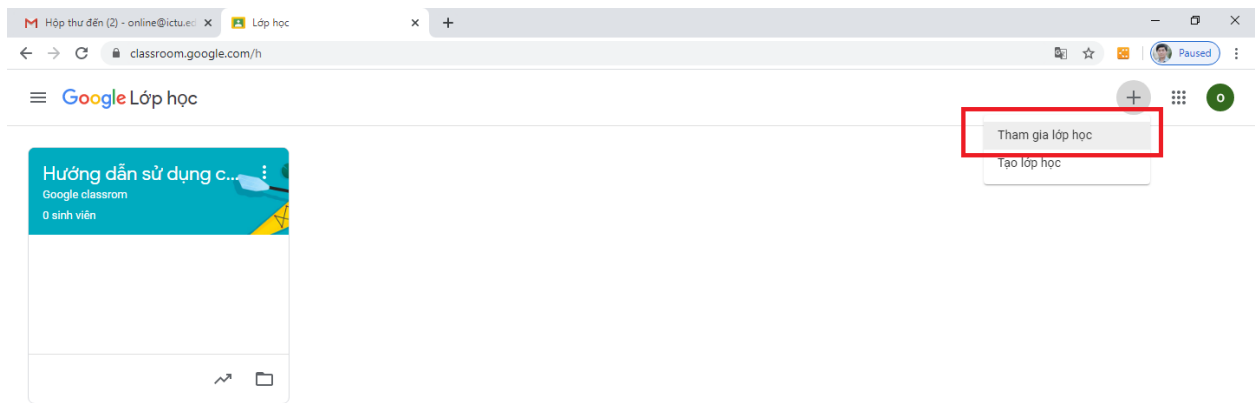 Hộp thư đến (2) - online@ictu.ed
Lớp học
classroom.google.com/h
Paused
Google Lớp học
o
Tham gia lớp học
Tạo lớp học
Hướng dẫn sử dụng c...
Google classrom
0 sinh viên